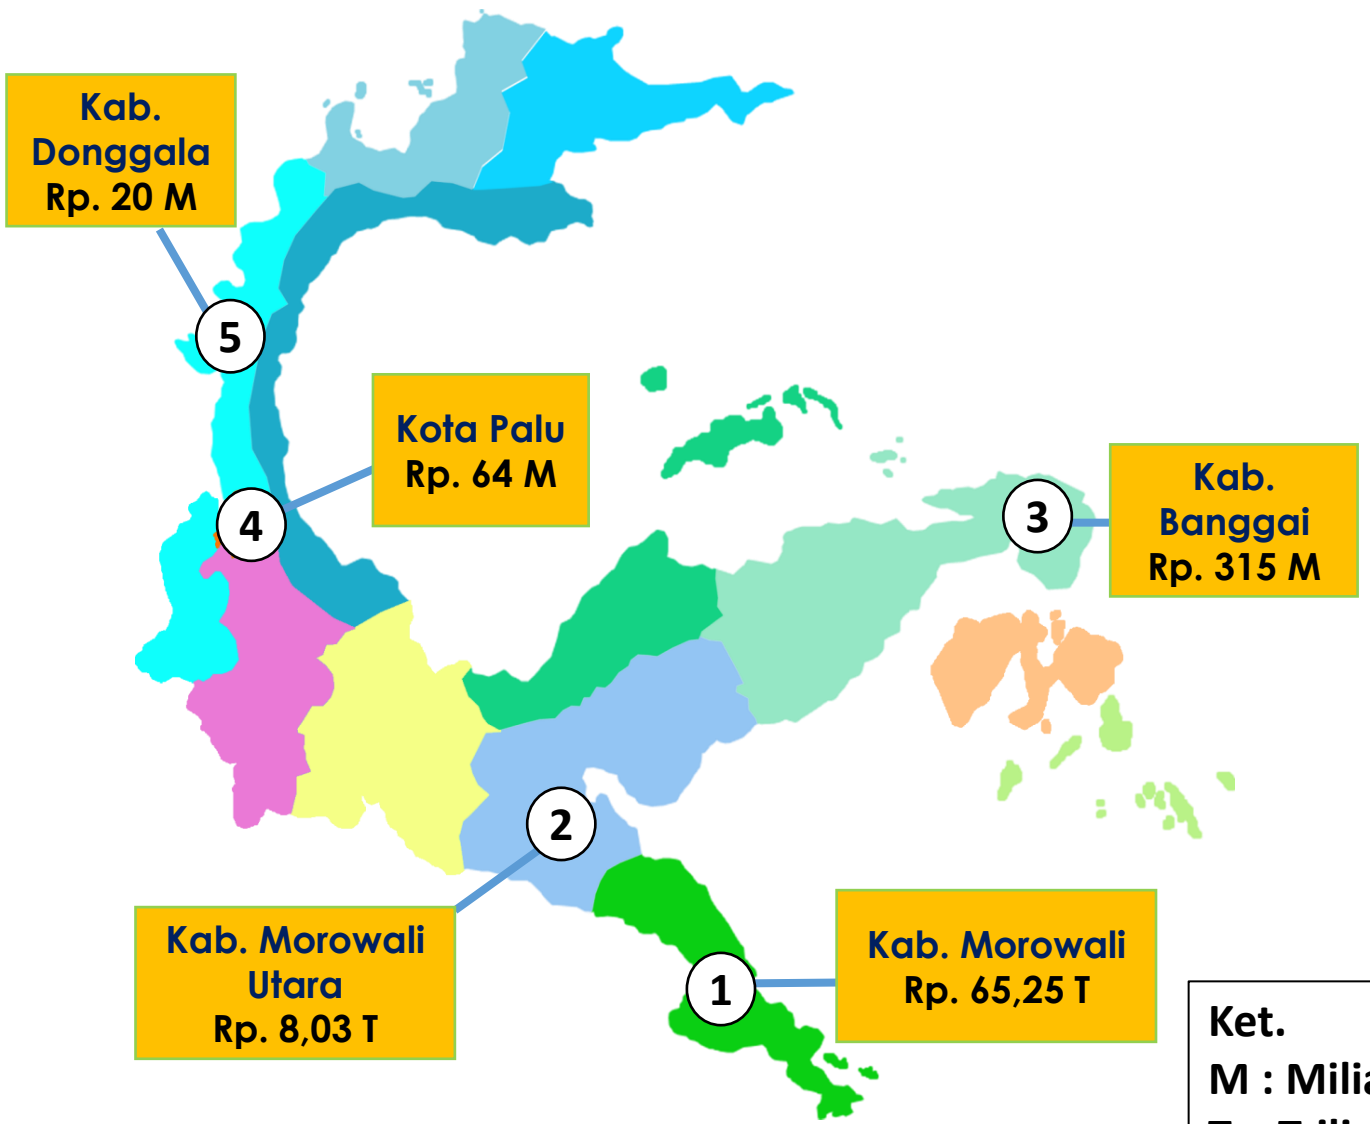 Kab.
Donggala
Rp. 20 M
5
Kota Palu
Rp. 64 M
4
3
Kab.
Banggai
Rp. 315 M
2
Kab. Morowali
Utara
Rp. 8,03 T
1
Kab. Morowali
Rp. 65,25 T
Ket.
M :